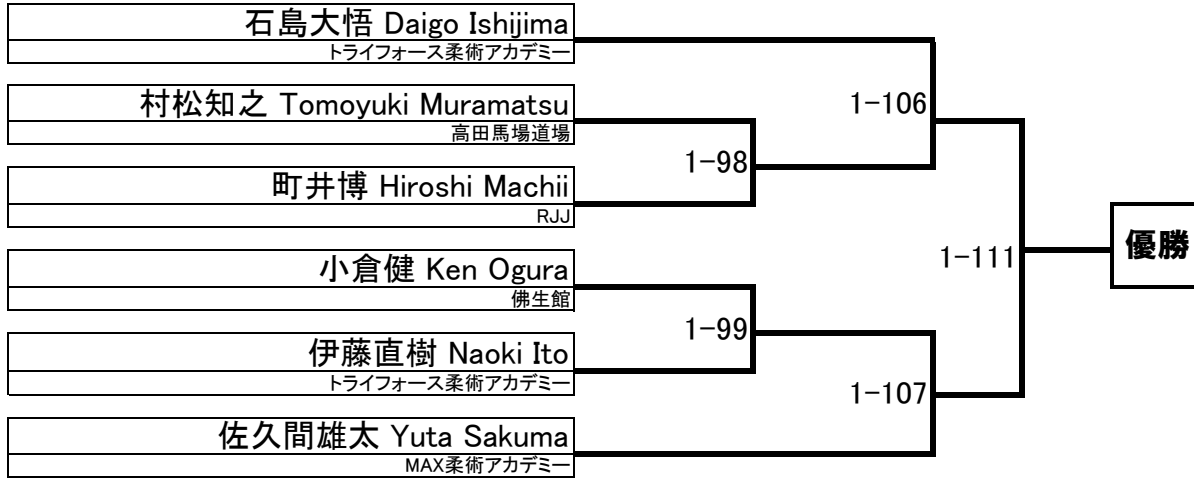 石島大悟 Daigo Ishijima
トライフォース柔術アカデミー
村松知之 Tomoyuki Muramatsu
高田馬場道場
町井博 Hiroshi Machii
RJJ
小倉健 Ken Ogura
佛生館
伊藤直樹 Naoki Ito
トライフォース柔術アカデミー
佐久間雄太 Yuta Sakuma
MAX柔術アカデミー
1-98
1-99
1-106
1-107
1-111
優勝